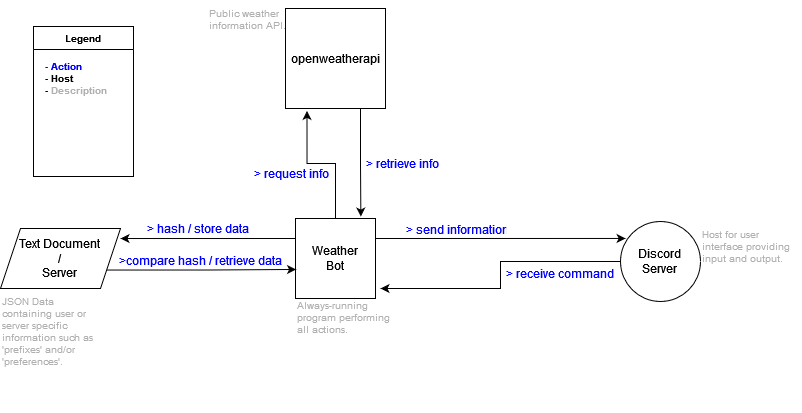 Public weather
information API.
Legend
- Action
- Host
- Description
openweatherapi
> request info
> retrieve info
> hash / store data
>compare hash / retrieve data
Text Document
/
Server
JSON Data
containing user or
server specific
information such as
'prefixes' and/or
'preferences'.
Weather
Bot
Always-running
program performing
all actions.
> send informatior
> receive command
Discord
Server
Host for user
interface providing
input and output.